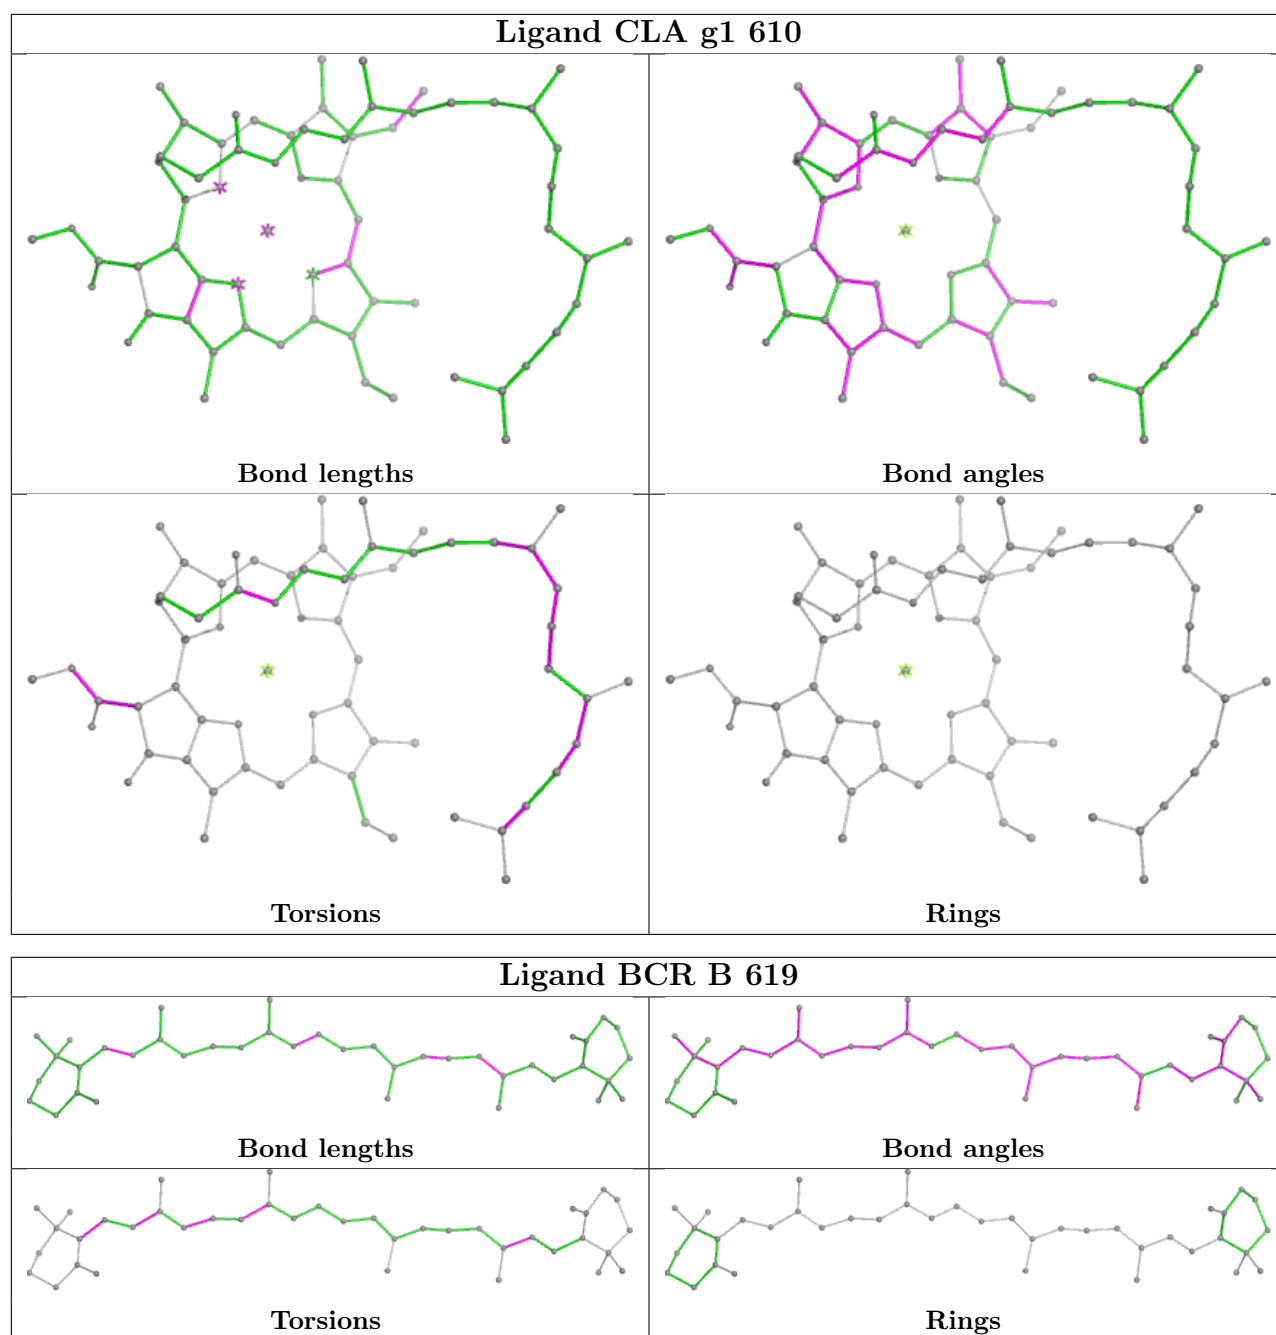 Ligand CLA g1 610
Bond lengths
Bond angles
Torsions
Rings
Ligand BCR B 619
Bond lengths
Bond angles
Torsions
Rings